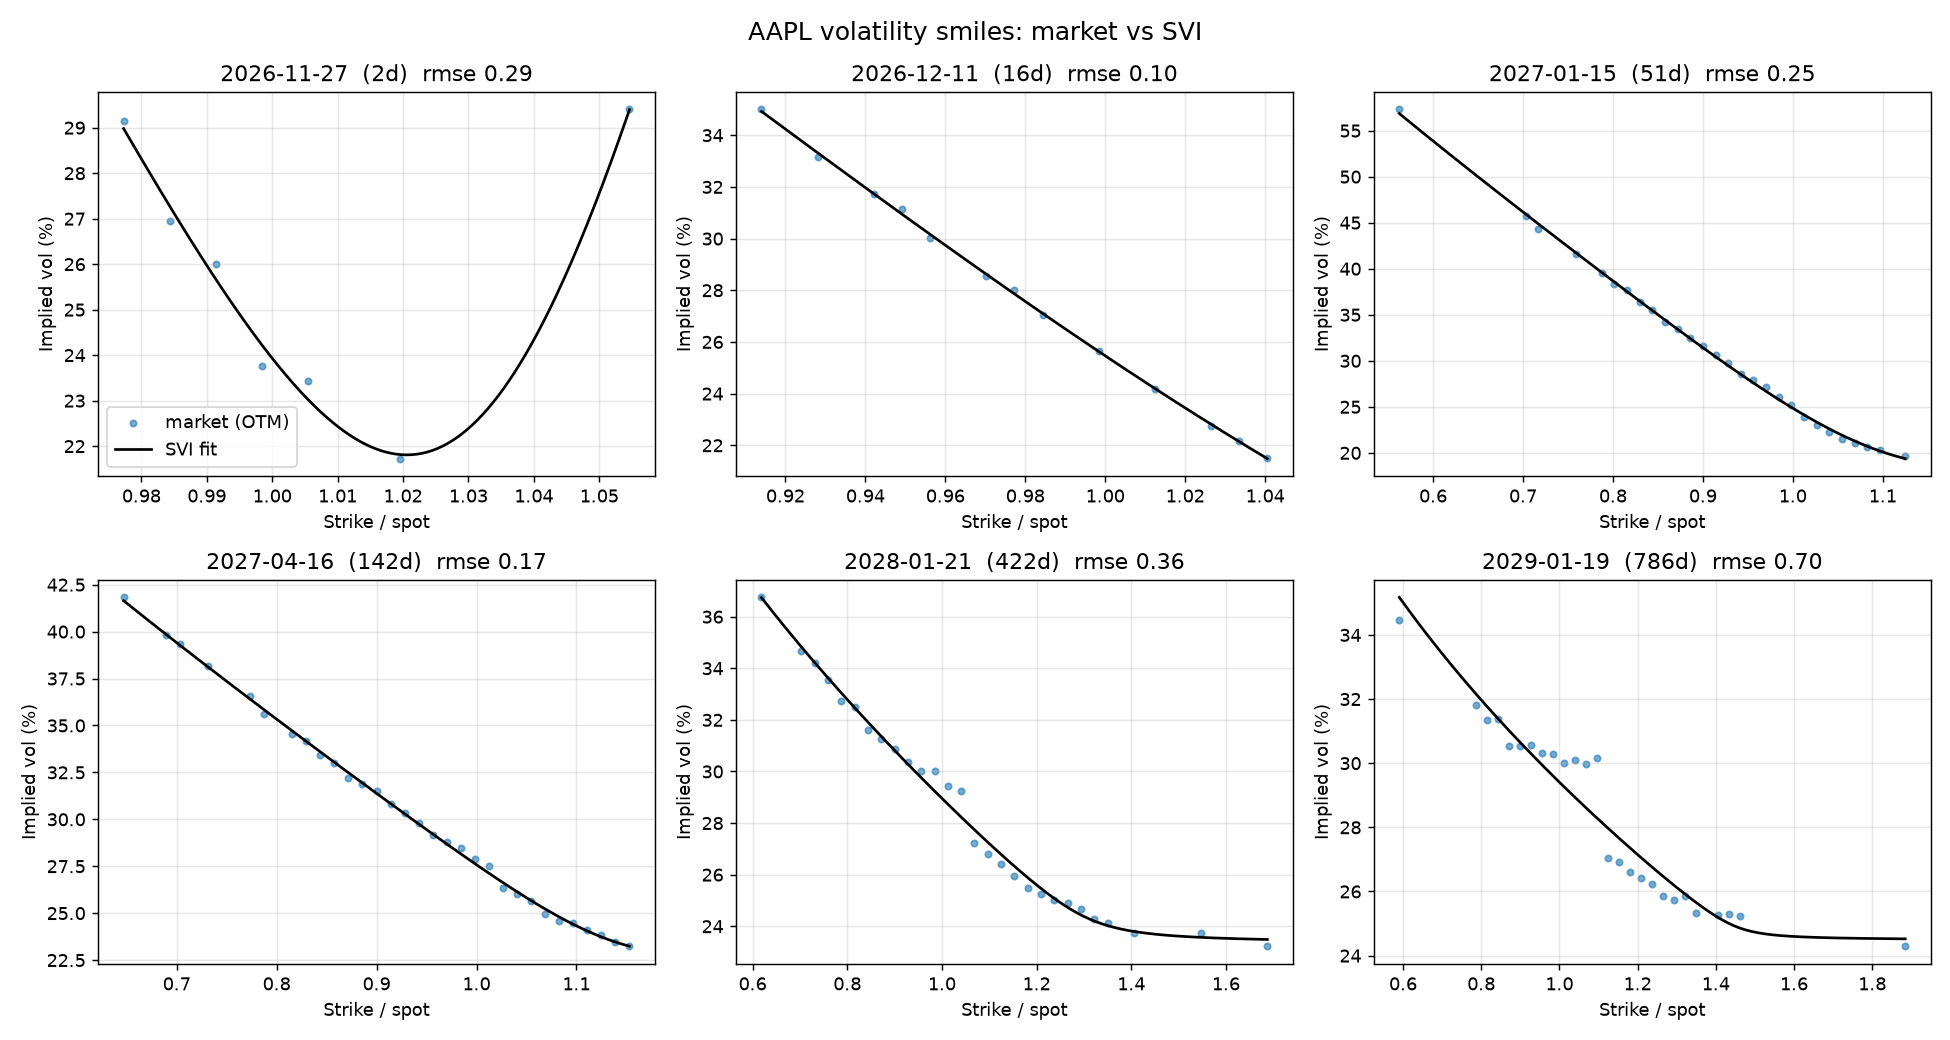 AAPL volatility smiles: market vs SVI
2026-11-27 (2d) rmse 0.29
Implied vol (%)
29
28
27
26
25
24
23
22
market (OTM)
SVI fit
0.98 0.99 1.00 1.01 1.02 1.03 1.04 1.05
Strike / spot
2026-12-11 (16d) rmse 0.10
Implied vol (%)
34
32
30
28
26
24
22
0.92 0.94 0.96 0.98 1.00 1.02 1.04
Strike / spot
2027-01-15 (51d) rmse 0.25
Implied vol (%)
55
50
45
40
35
30
25
20
0.6 0.7 0.8 0.9 1.0 1.1
Strike / spot
2027-04-16 (142d) rmse 0.17
Implied vol (%)
42.5
40.0
37.5
35.0
32.5
30.0
27.5
25.0
22.5
0.7 0.8 0.9 1.0 1.1
Strike / spot
2028-01-21 (422d) rmse 0.36
Implied vol (%)
36
34
32
30
28
26
24
0.6 0.8 1.0 1.2 1.4 1.6
Strike / spot
2029-01-19 (786d) rmse 0.70
Implied vol (%)
34
32
30
28
26
24
0.6 0.8 1.0 1.2 1.4 1.6 1.8
Strike / spot